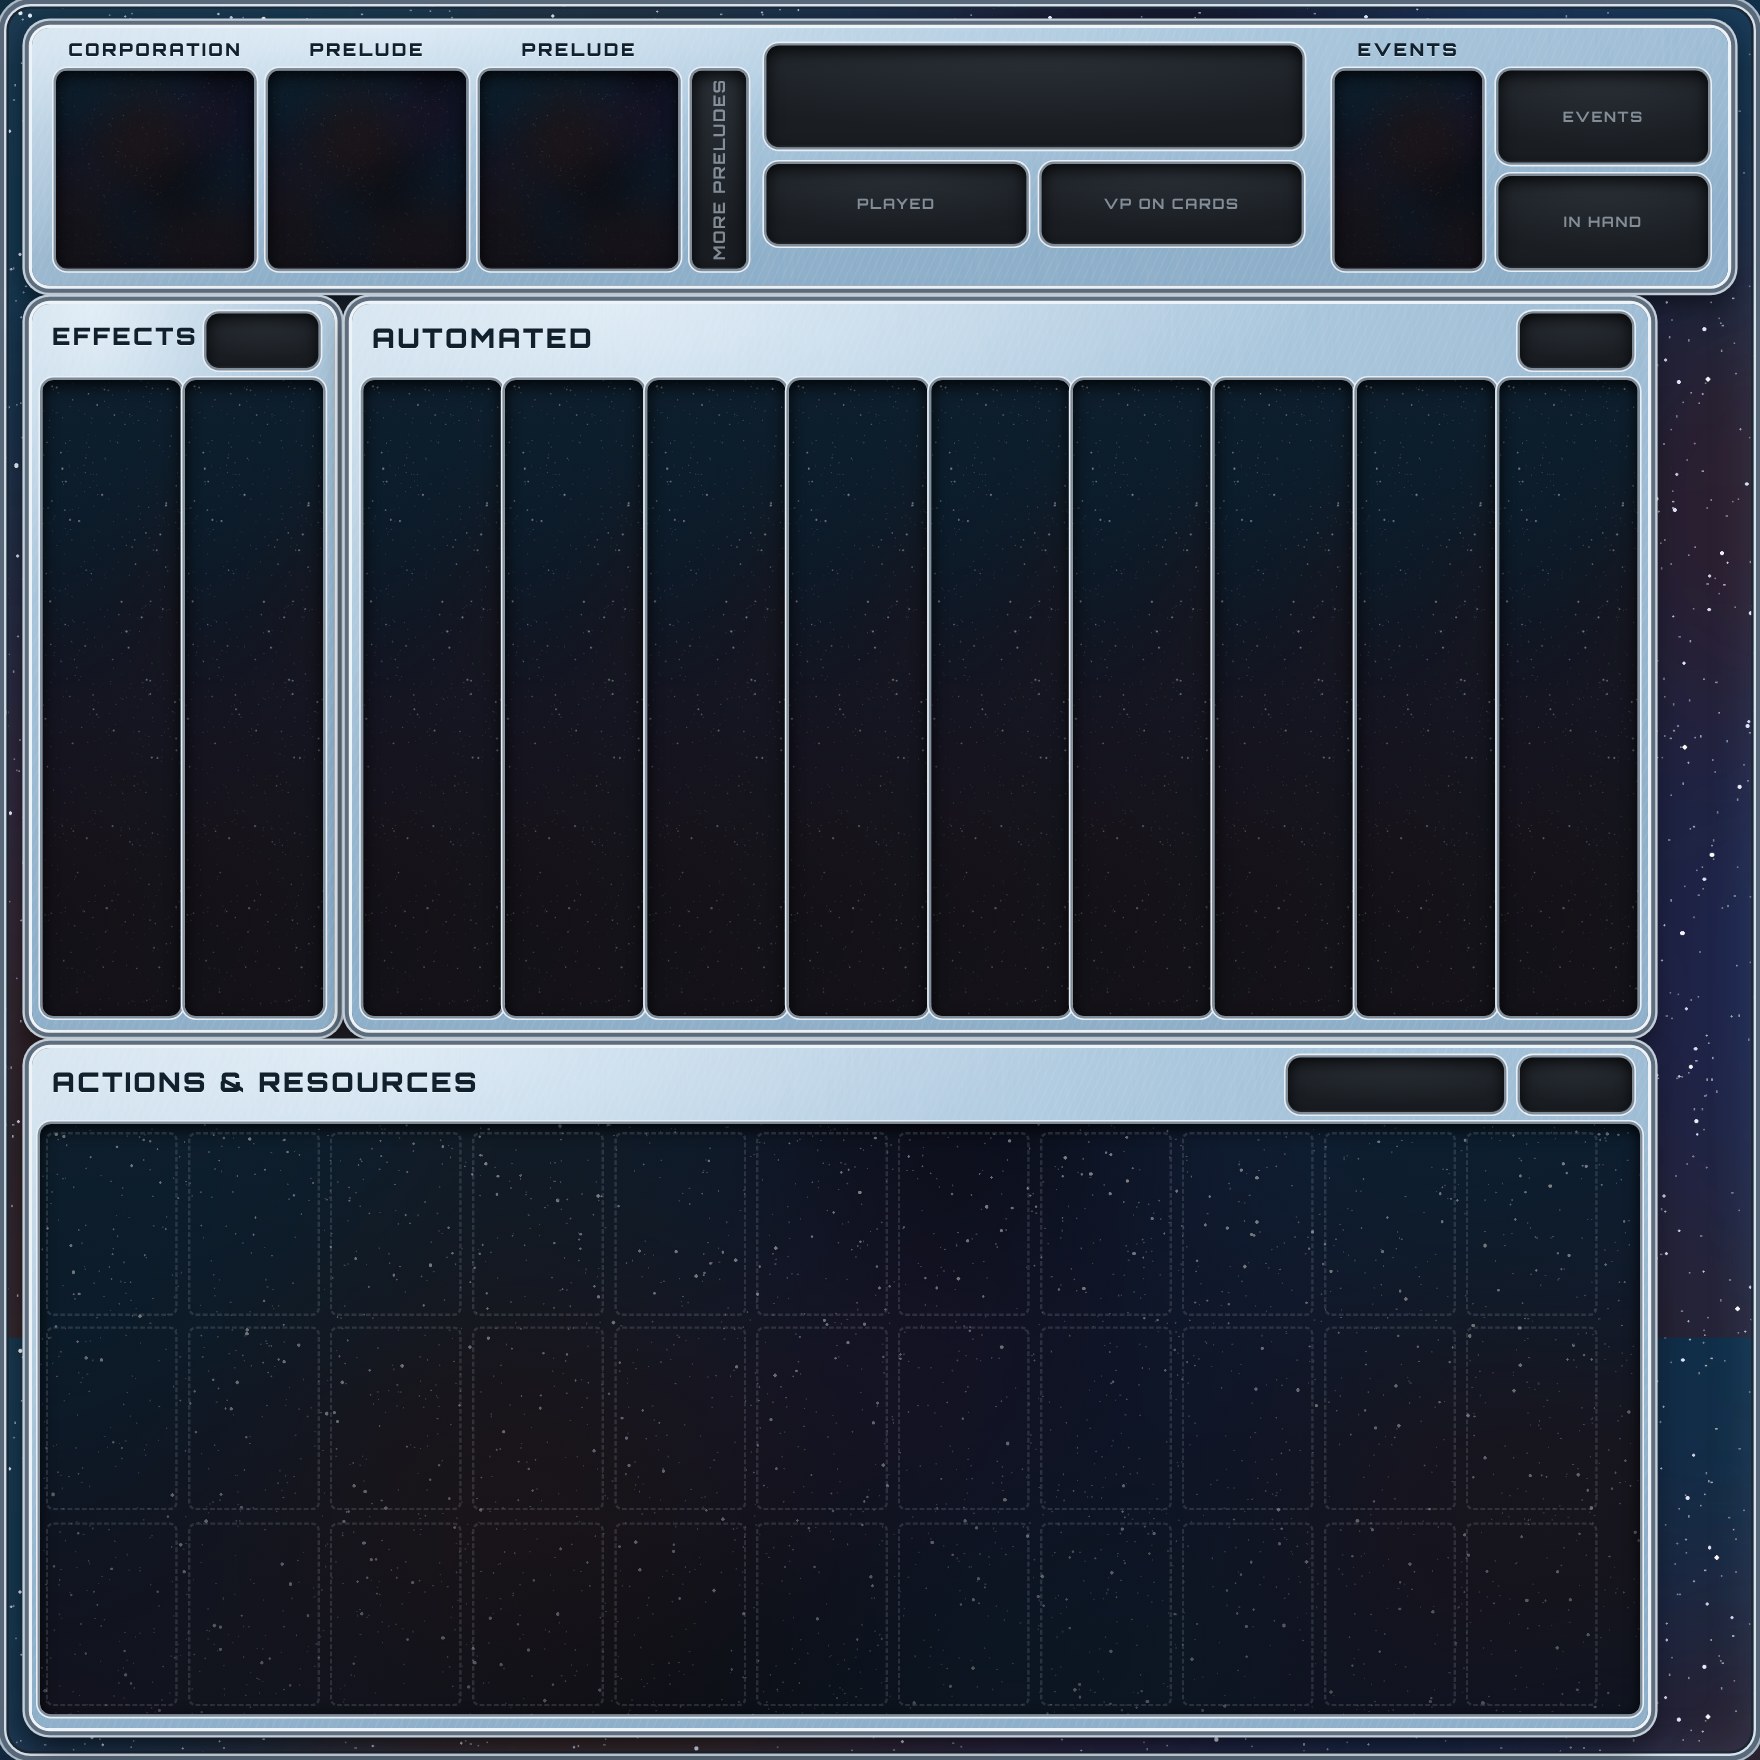 CORPORATION
PRELUDE
PRELUDE
MORE PRELUDES
PLAYED
VP ON CARDS
EVENTS
EVENTS
IN HAND
EFFECTS
AUTOMATED
ACTIONS & RESOURCES